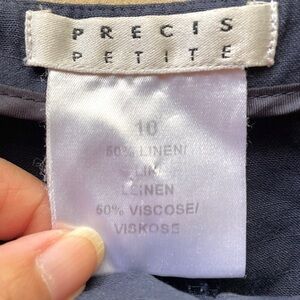 PRECIS
PETITE
10
50% LINEN/
LIN/
LEINEN
50% VISCOSE/
VISKOSE